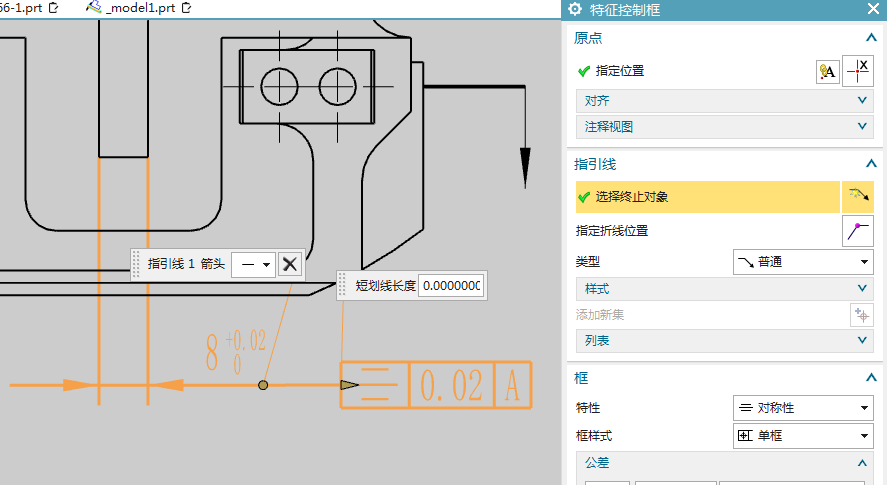 66-1.prt
_model1.prt
特征控制框
原点
指定位置
A
X
对齐
注释视图
指引线
选择终止对象
指定折线位置
类型
普通
样式
添加新集
列表
框
特性
对称性
框样式
单框
公差
指引线 1 箭头
短划线长度
0.0000000
8 +0.02
0
0.02
A